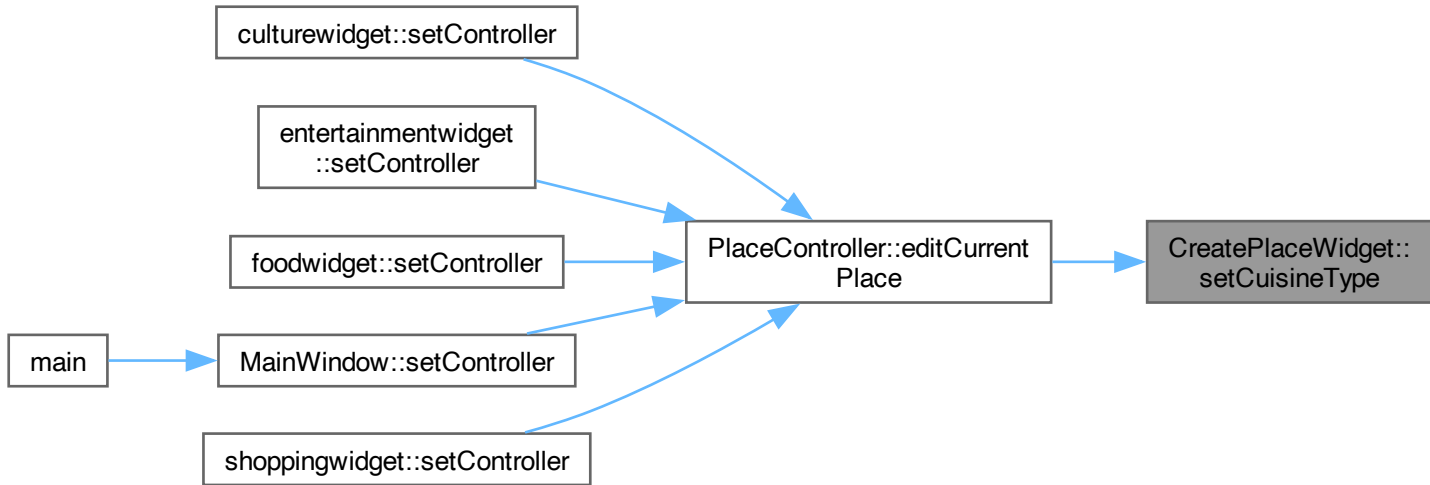 culturewidget::setController
entertainmentwidget
::setController
foodwidget::setController
main
MainWindow::setController
shoppingwidget::setController
PlaceController::editCurrent
Place
CreatePlaceWidget::
setCuisineType